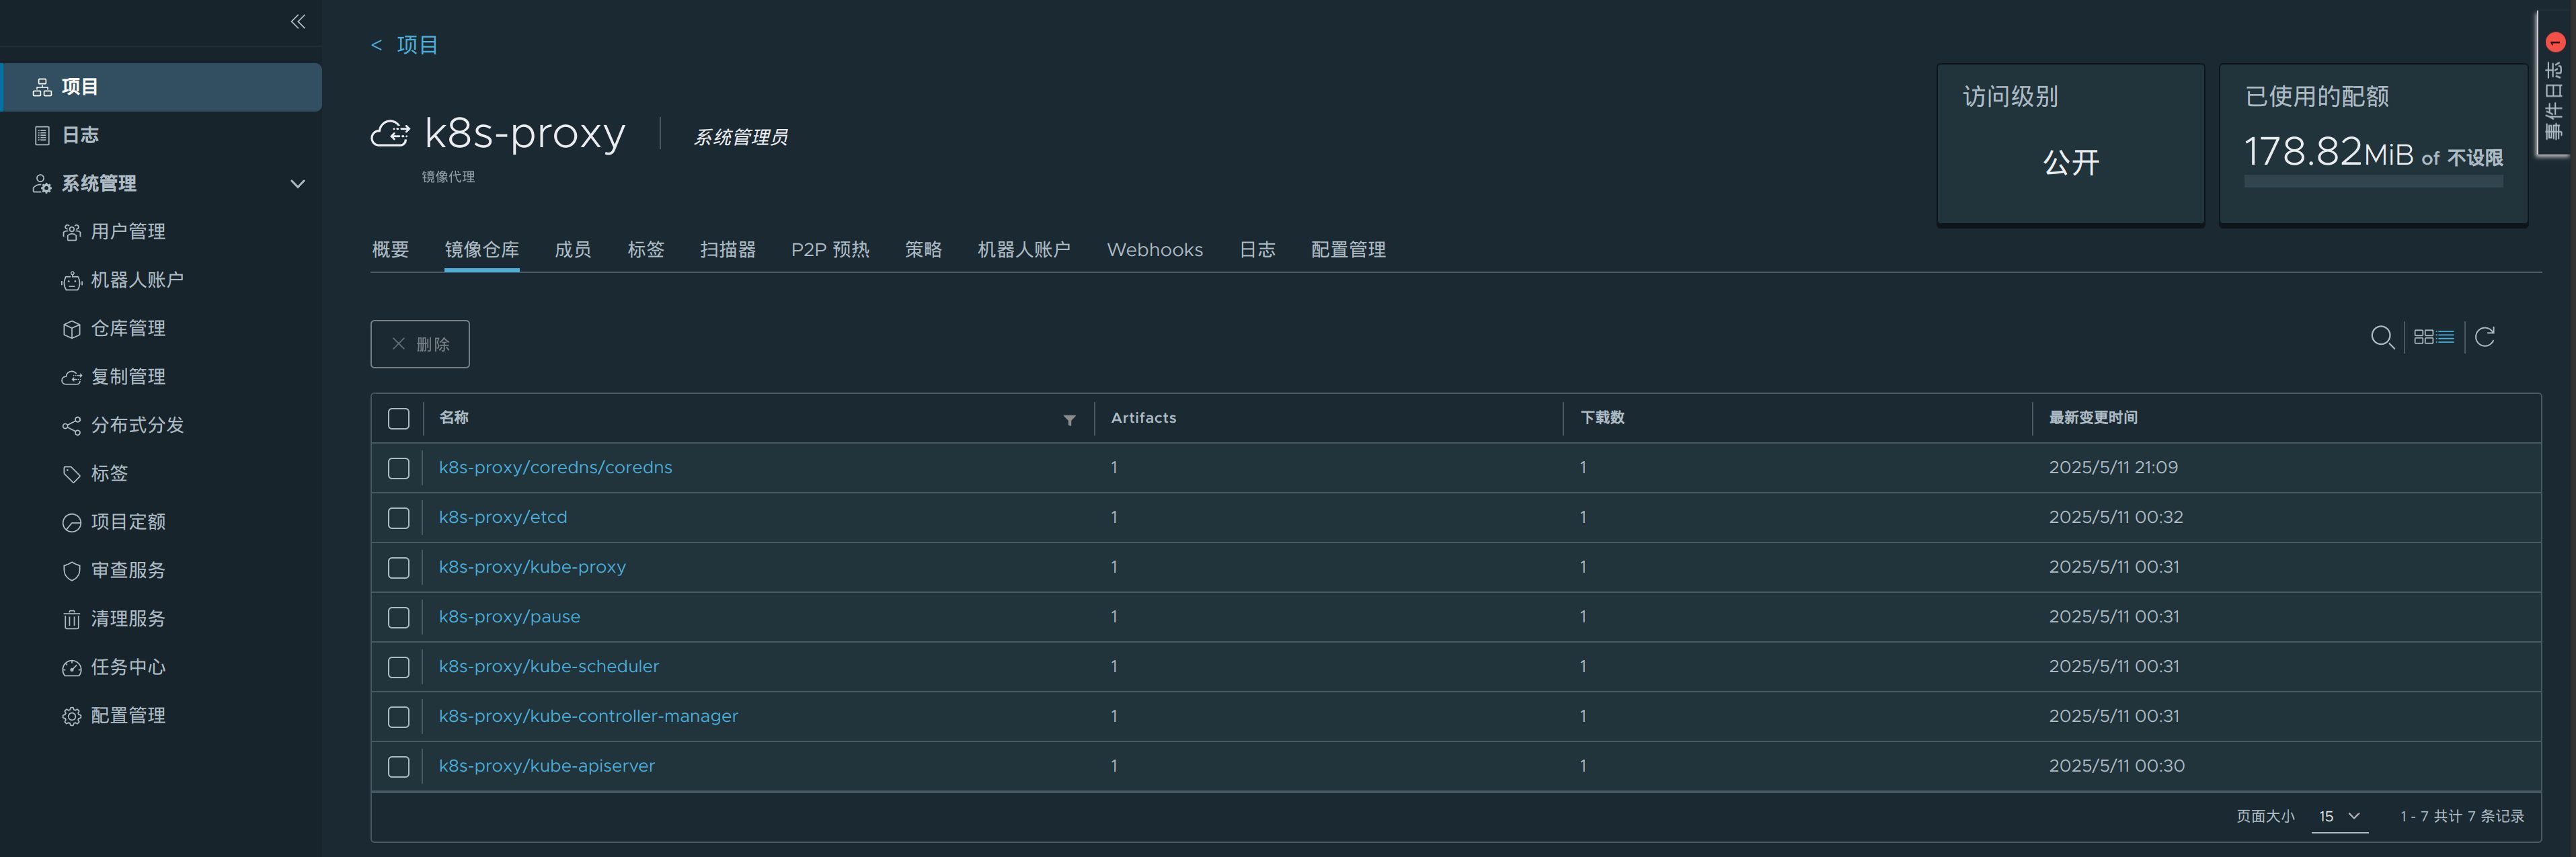 项目
日志
系统管理
用户管理
机器人账户
仓库管理
复制管理
分布式分发
标签
项目定额
审查服务
清理服务
任务中心
配置管理
< 项目
k8s-proxy 系统管理员
镜像代理
访问级别
公开
已使用的配额
178.82MiB of 不设限
事件日志 1
概要 镜像仓库 成员 标签 扫描器 P2P 预热 策略 机器人账户 Webhooks 日志 配置管理
删除
名称 Artifacts 下载数 最新变更时间
k8s-proxy/coredns/coredns 1 1 2025/5/11 21:09
k8s-proxy/etcd 1 1 2025/5/11 00:32
k8s-proxy/kube-proxy 1 1 2025/5/11 00:31
k8s-proxy/pause 1 1 2025/5/11 00:31
k8s-proxy/kube-scheduler 1 1 2025/5/11 00:31
k8s-proxy/kube-controller-manager 1 1 2025/5/11 00:31
k8s-proxy/kube-apiserver 1 1 2025/5/11 00:30
页面大小 15 1 - 7 共计 7 条记录